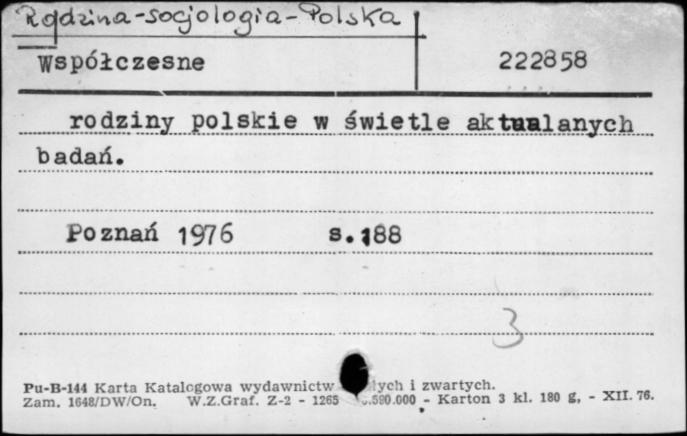 Rodzina-socjologia-Polska
Współczesne 222858
rodziny polskie w świetle aktualanych
badań.
Poznań 1976 s.188
3
Pu-B-144 Karta Katalogowa wydawnictw i zwartych.
Zam. 1648/DW/On. W.Z.Graf. Z-2 - 1265 .590.000 - Karton 3 kl. 180 g, - XII. 76.